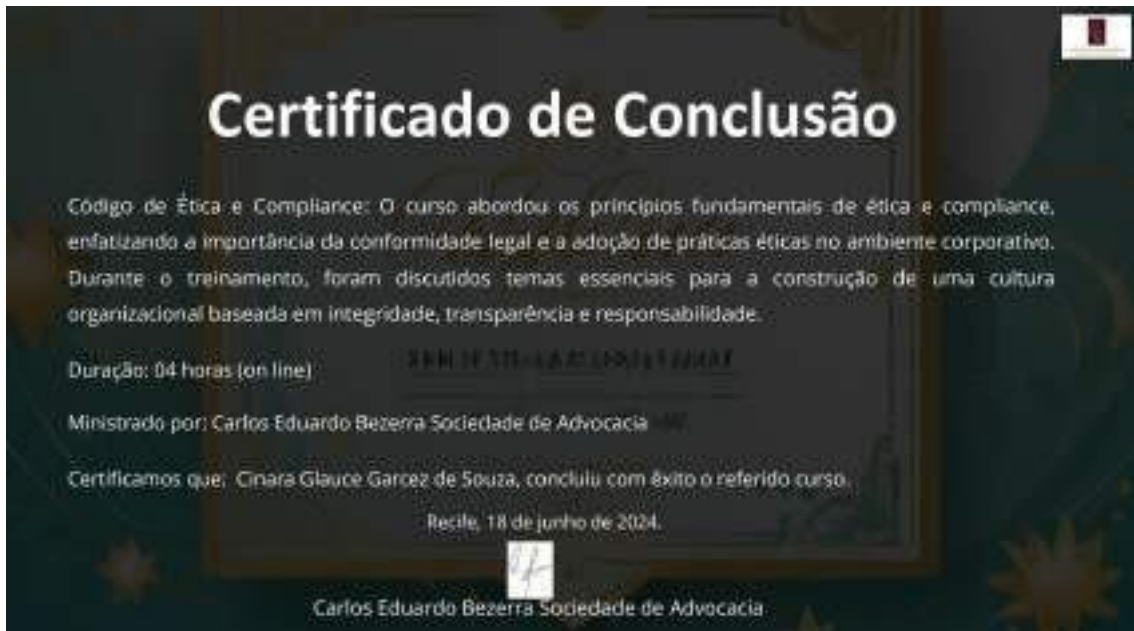 Certificado de Conclusão
Código de Ética e Compliance: O curso abordou os princípios fundamentais de ética e compliance,
enfatizando a importância da conformidade legal e a adoção de práticas éticas no ambiente corporativo.
Durante o treinamento, foram discutidos temas essenciais para a construção de uma cultura
organizacional baseada em integridade, transparência e responsabilidade.
Duração: 04 horas (on line)
Ministrado por: Carlos Eduardo Bezerra Sociedade de Advocacia
Certificamos que: Cinara Glauce Garcez de Souza, concluiu com êxito o referido curso.
Recife, 18 de junho de 2024.
Carlos Eduardo Bezerra Sociedade de Advocacia